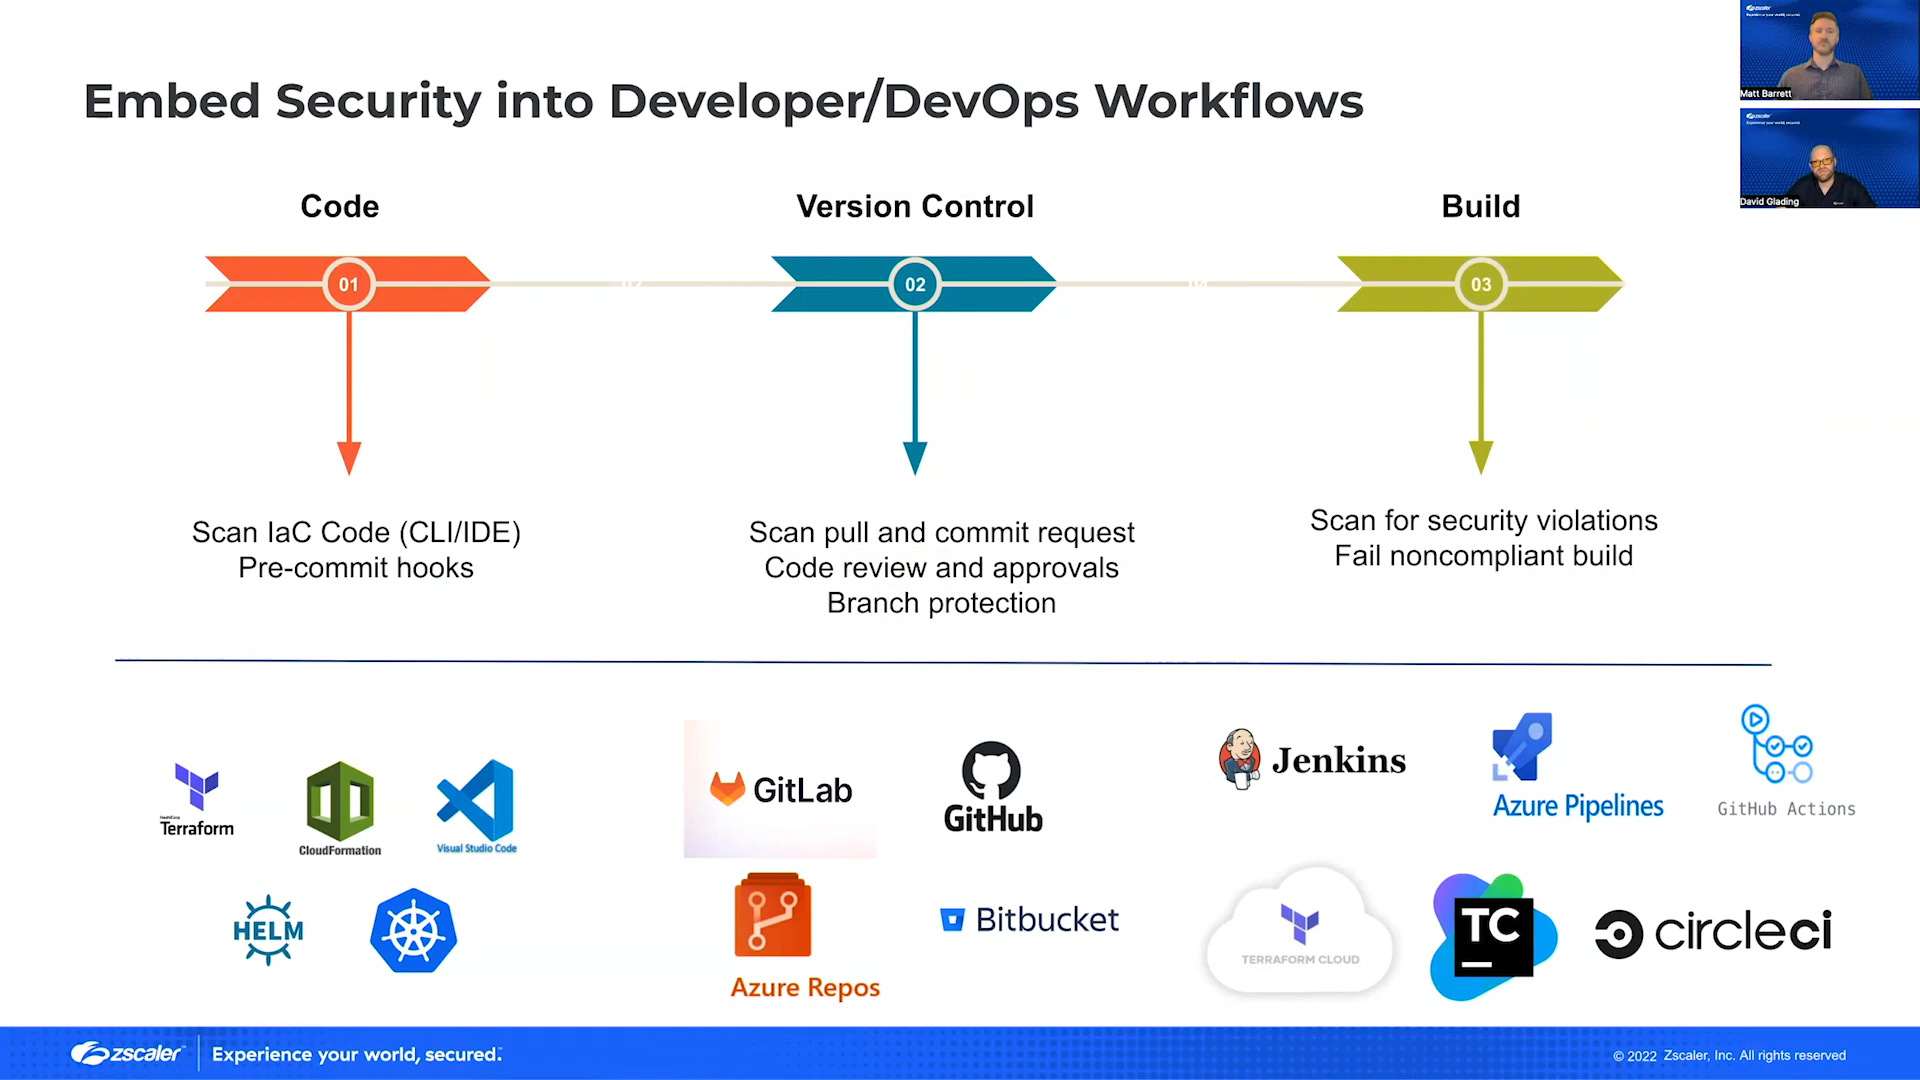 Embed Security into Developer/DevOps Workflows
zscaler
Matt Barrett
zscaler
David Glading
Code
Version Control
Build
01
02
03
Scan IaC Code (CLI/IDE)
Pre-commit hooks
Scan pull and commit request
Code review and approvals
Branch protection
Scan for security violations
Fail noncompliant build
HashiCorp
Terraform
CloudFormation
Visual Studio Code
HELM
GitLab
GitHub
Azure Repos
Bitbucket
Jenkins
Azure Pipelines
GitHub Actions
TERRAFORM CLOUD
TC
circleci
zscaler
Experience your world, secured.
© 2022 Zscaler, Inc. All rights reserved